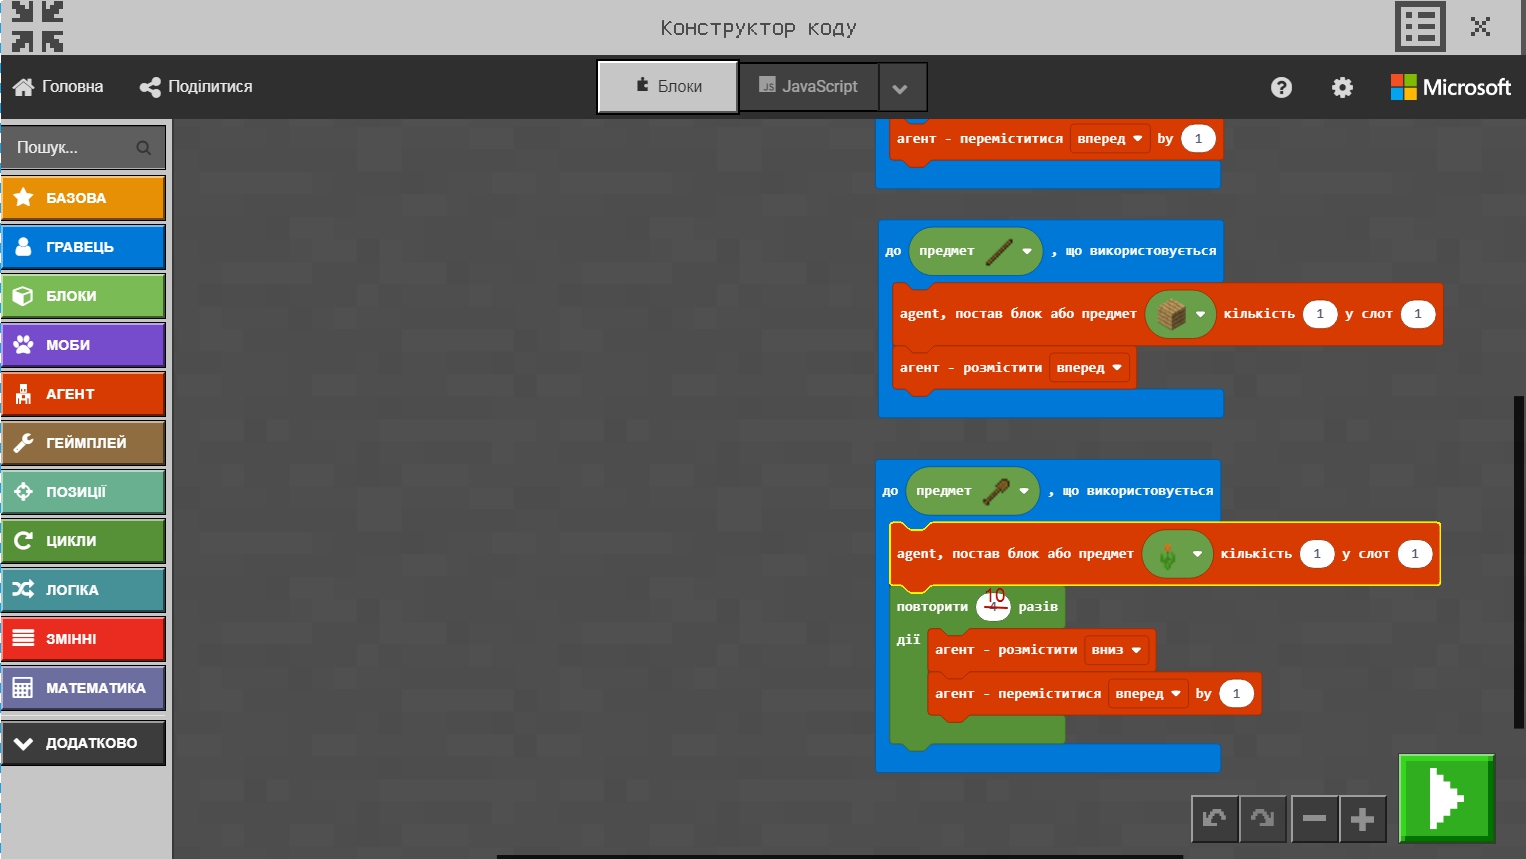 Конструктор коду
Головна
Поділитися
Блоки
JavaScript
Microsoft
Пошук...
БАЗОВА
ГРАВЕЦЬ
БЛОКИ
МОБИ
АГЕНТ
ГЕЙМПЛЕЙ
ПОЗИЦІЇ
ЦИКЛИ
ЛОГІКА
ЗМІННІ
МАТЕМАТИКА
ДОДАТКОВО
агент - переміститися вперед by 1
до предмет , що використовується
agent, постав блок або предмет кількість 1 у слот 1
агент - розмістити вперед
до предмет , що використовується
agent, постав блок або предмет кількість 1 у слот 1
10
повторити 4 разів
дії
агент - розмістити вниз
агент - переміститися вперед by 1